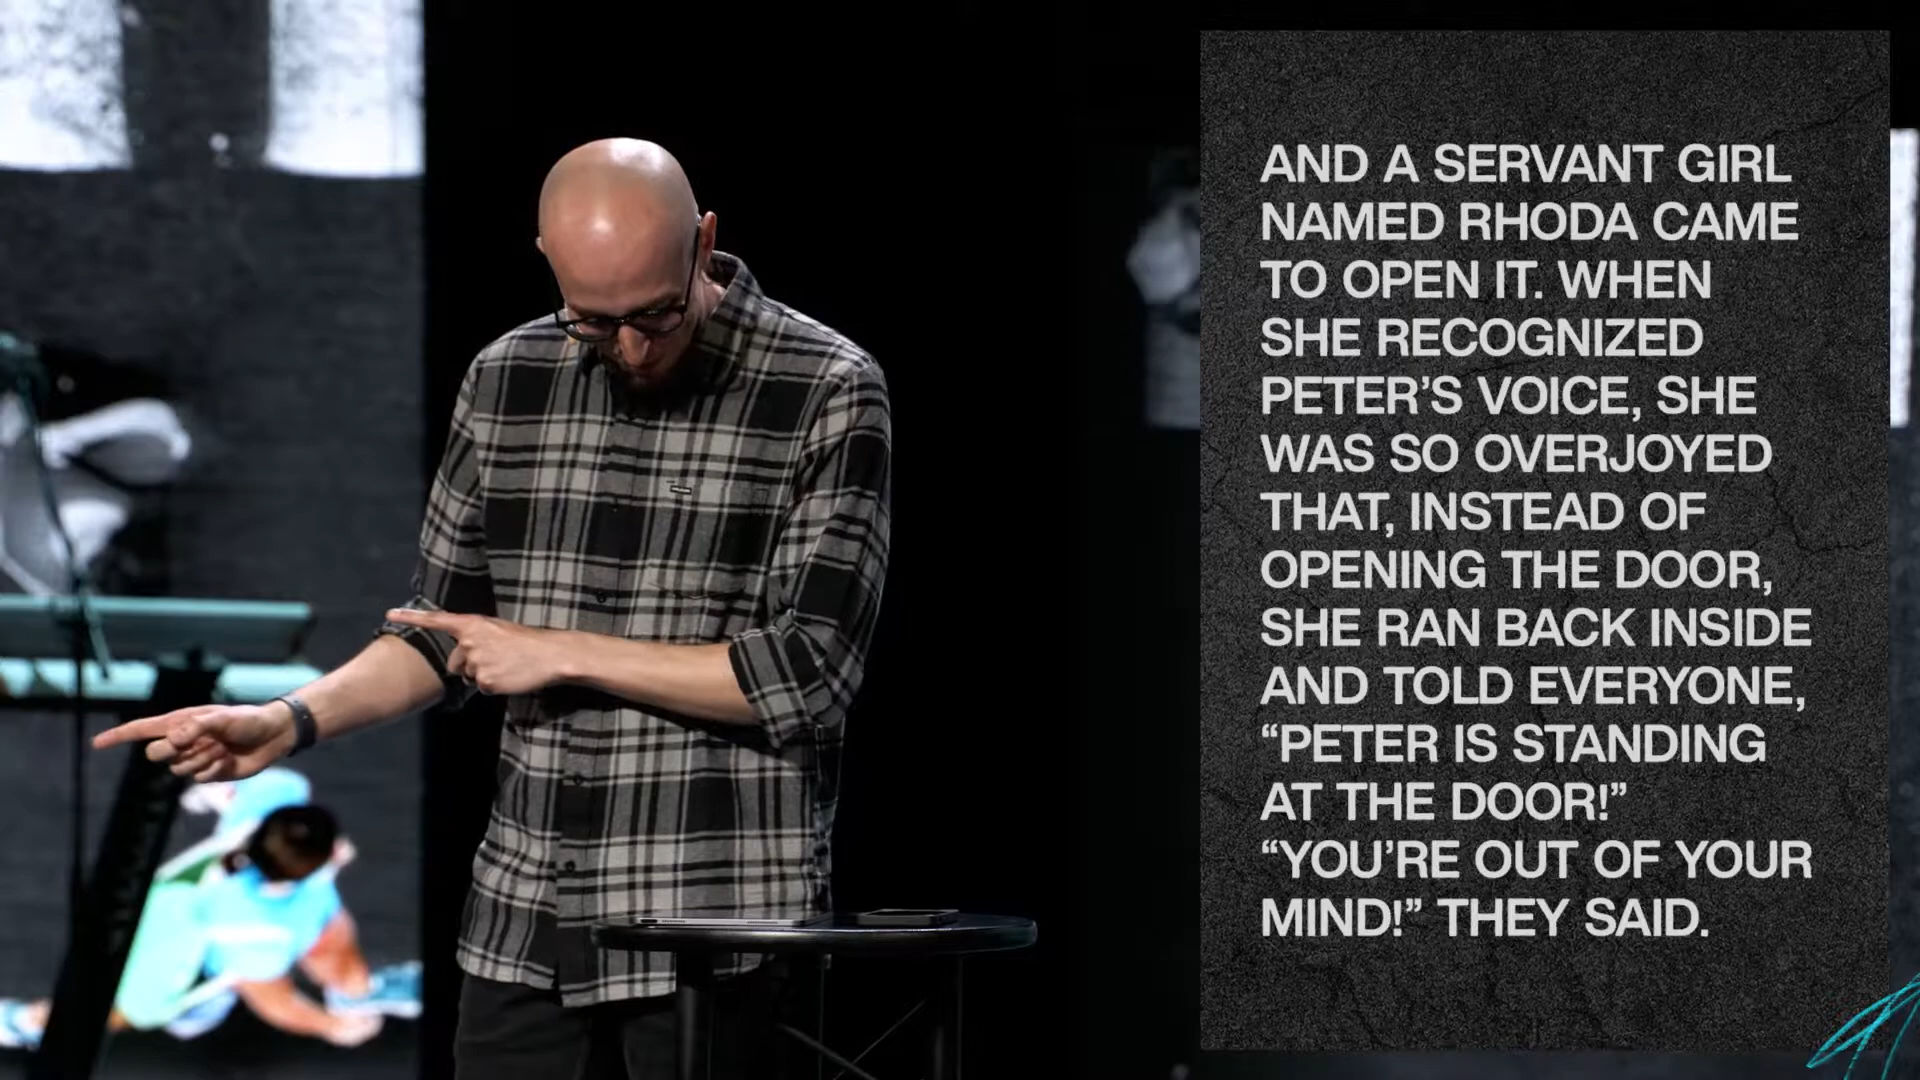 AND A SERVANT GIRL
NAMED RHODA CAME
TO OPEN IT. WHEN
SHE RECOGNIZED
PETER’S VOICE, SHE
WAS SO OVERJOYED
THAT, INSTEAD OF
OPENING THE DOOR,
SHE RAN BACK INSIDE
AND TOLD EVERYONE,
“PETER IS STANDING
AT THE DOOR!”
“YOU’RE OUT OF YOUR
MIND!” THEY SAID.